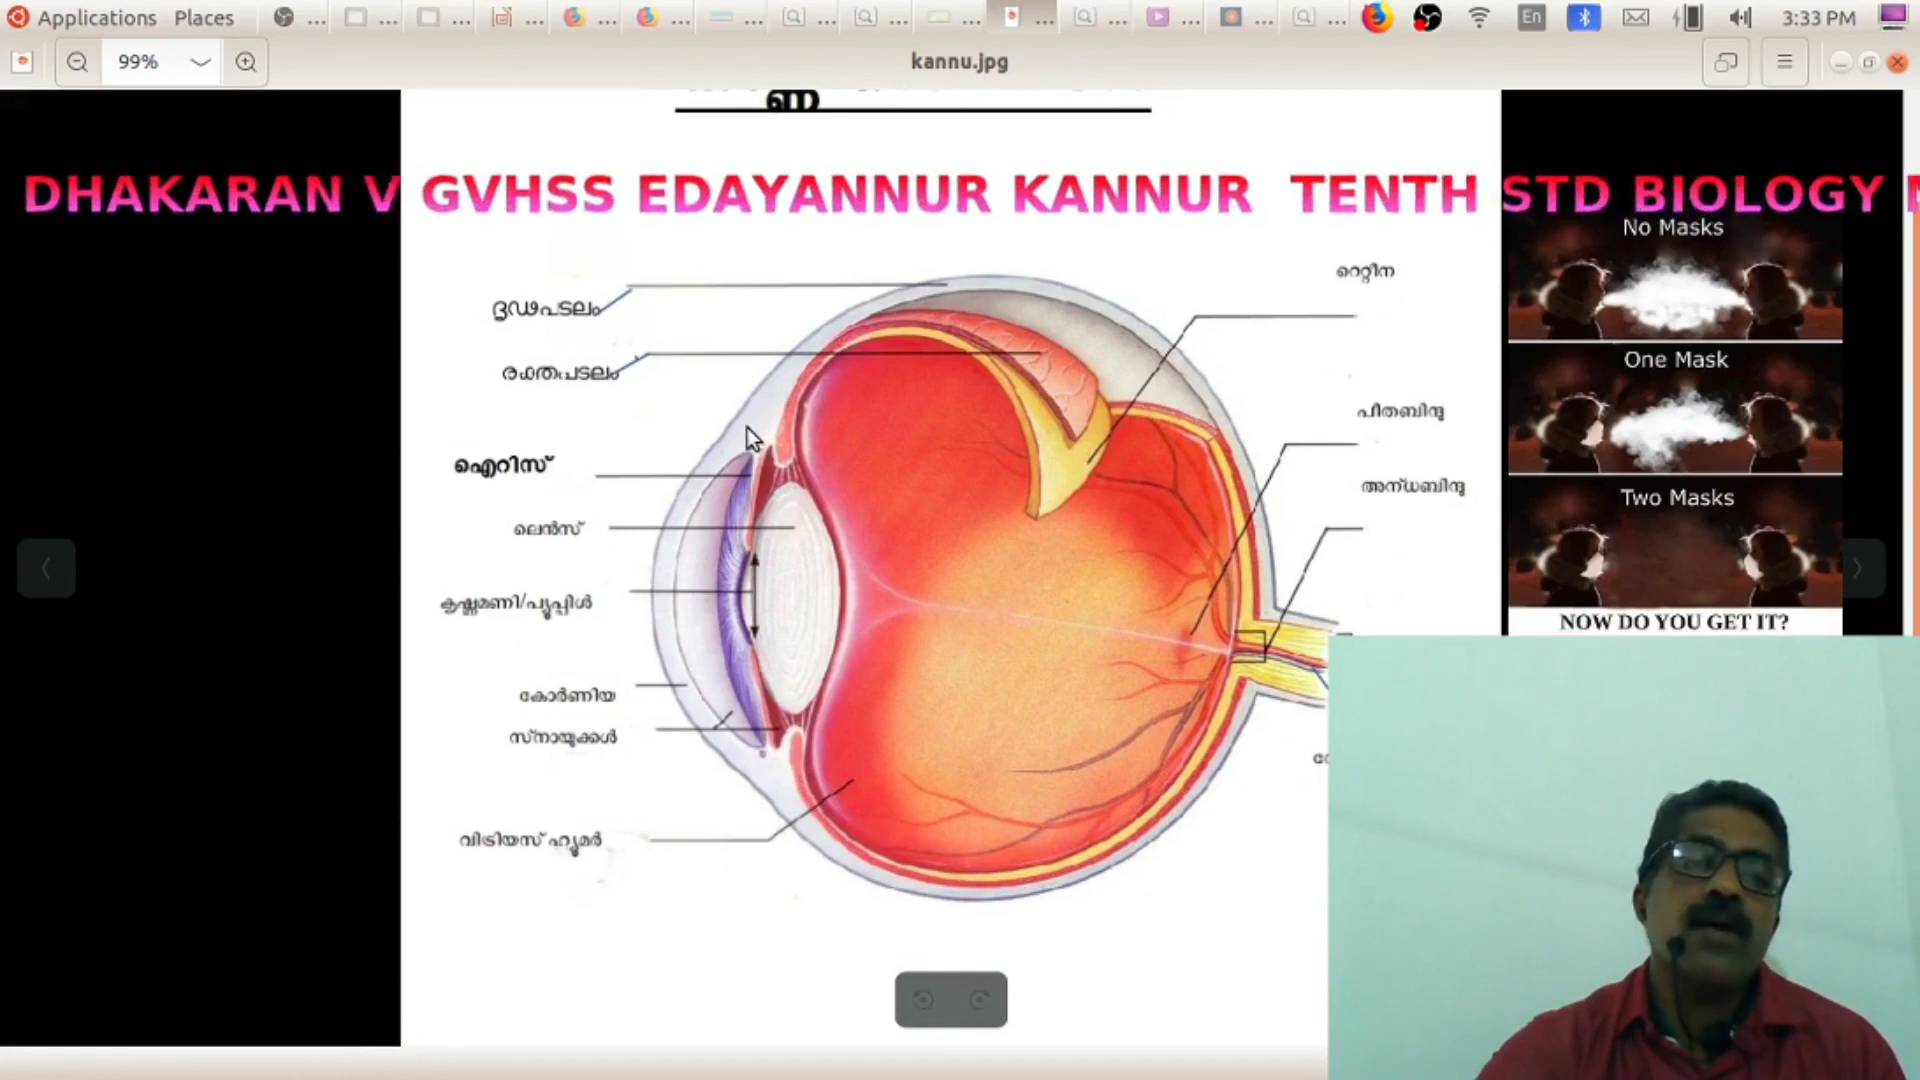 Applications Places ... ... ... ... ... ... ... ... ... ... ... ... ... ... ... En 3:33 PM
99% kannu.jpg
DHAKARAN V GVHSS EDAYANNUR KANNUR TENTH STD BIOLOGY
No Masks
റെറ്റീന
ദൃഢപടലം
One Mask
രക്തപടലം
പീതബിന്ദു
ഐറിസ്
അന്ധബിന്ദു
Two Masks
ലെൻസ്
കൃഷ്ണമണി/പ്യൂപ്പിൾ
NOW DO YOU GET IT?
കോർണിയ
സ്നായുക്കൾ
വിട്രിയസ് ഹ്യൂമർ